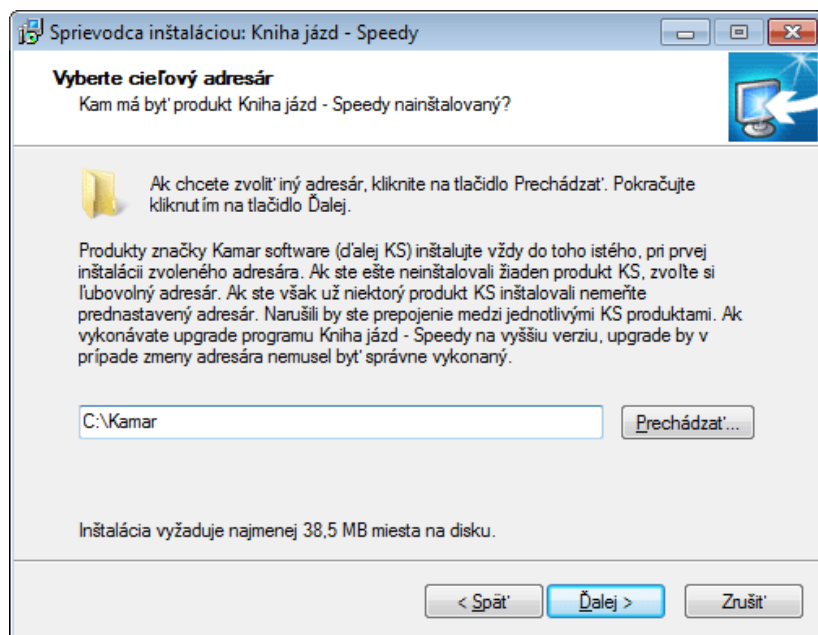 Sprievodca inštaláciou: Kniha jázd - Speedy
Vyberte cieľový adresár
Kam má byť produkt Kniha jázd - Speedy nainštalovaný?
Ak chcete zvoliť iný adresár, kliknite na tlačidlo Prechádzať. Pokračujte
kliknutím na tlačidlo Ďalej.
Produkty značky Kamar software (ďalej KS) inštalujte vždy do toho istého, pri prvej
inštalácii zvoleného adresára. Ak ste ešte neinštalovali žiaden produkt KS, zvoľte si
ľubovolný adresár. Ak ste však už niektorý produkt KS inštalovali nemeňte
prednastavený adresár. Narušili by ste prepojenie medzi jednotlivými KS produktami. Ak
vykonávate upgrade programu Kniha jázd - Speedy na vyššiu verziu, upgrade by v
prípade zmeny adresára nemusel byť správne vykonaný.
C:\Kamar
Prechádzať...
Inštalácia vyžaduje najmenej 38,5 MB miesta na disku.
< Späť
Ďalej >
Zrušiť